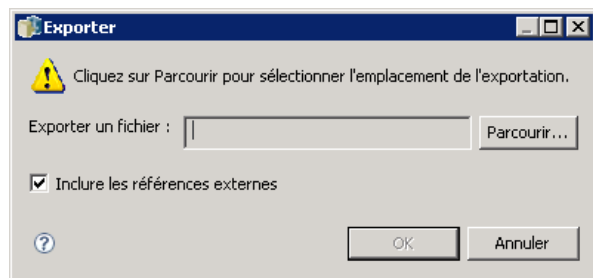 Exporter
Cliquez sur Parcourir pour sélectionner l'emplacement de l'exportation.
Exporter un fichier :
Parcourir...
Inclure les références externes
?
OK
Annuler